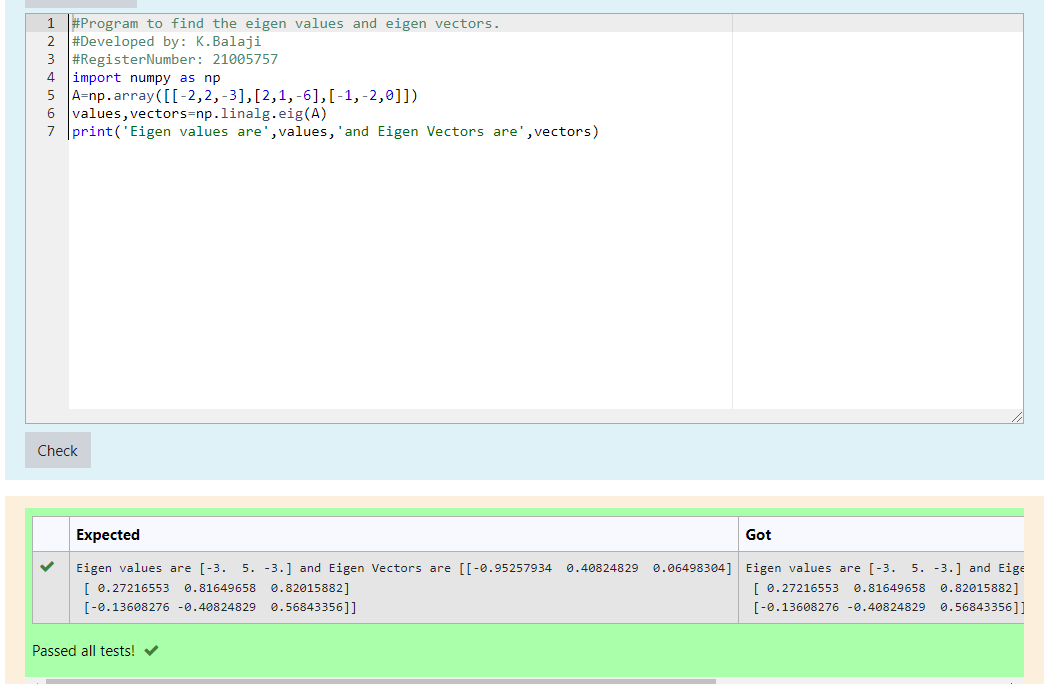 1 #Program to find the eigen values and eigen vectors.
2 #Developed by: K.Balaji
3 #RegisterNumber: 21005757
4 import numpy as np
5 A=np.array([[-2,2,-3],[2,1,-6],[-1,-2,0]])
6 values,vectors=np.linalg.eig(A)
7 print('Eigen values are',values,'and Eigen Vectors are',vectors)
Check
Expected Got
Eigen values are [-3.  5. -3.] and Eigen Vectors are [[-0.95257934  0.40824829  0.06498304] Eigen values are [-3.  5. -3.] and Eige
[ 0.27216553  0.81649658  0.82015882] [ 0.27216553  0.81649658  0.82015882]
[-0.13608276 -0.40824829  0.56843356]] [-0.13608276 -0.40824829  0.56843356]]
Passed all tests!